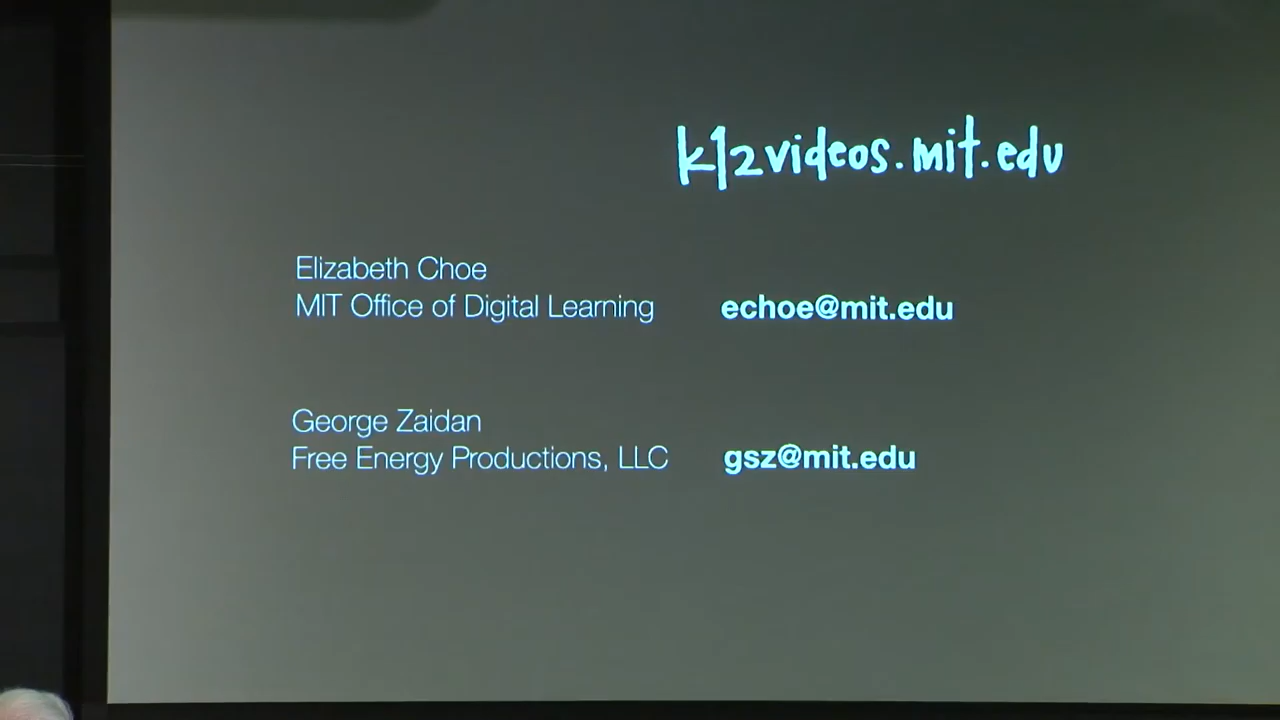 k12videos.mit.edu
Elizabeth Choe
MIT Office of Digital Learning echoe@mit.edu
George Zaidan
Free Energy Productions, LLC gsz@mit.edu